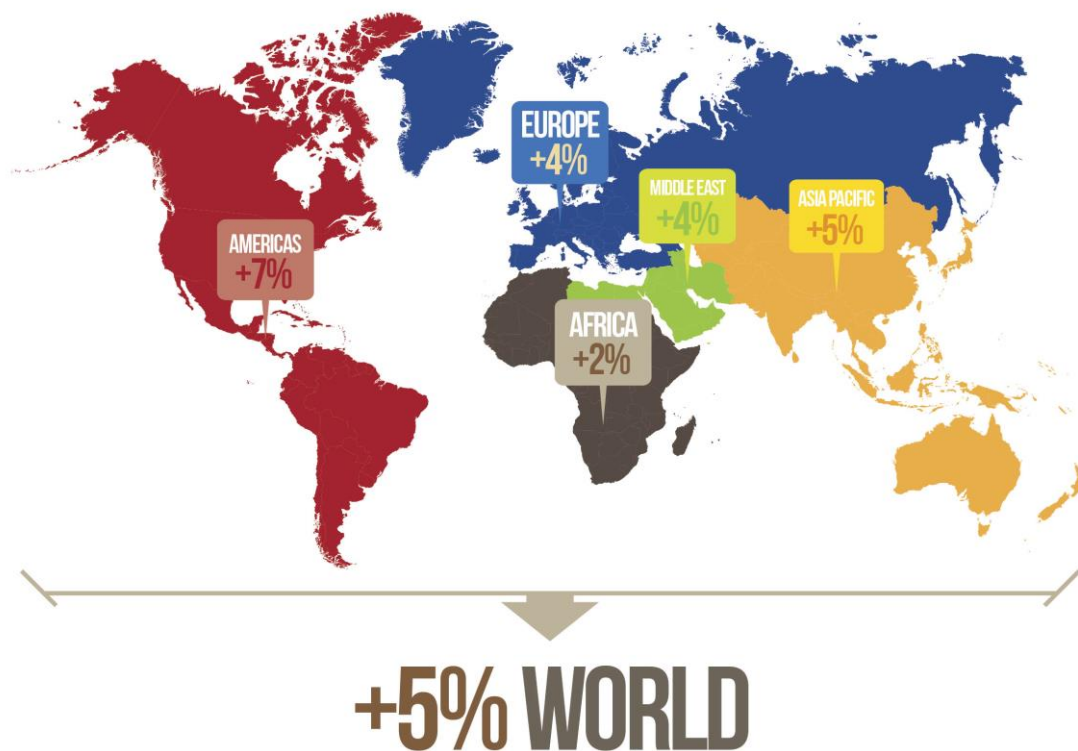 EUROPE
+4%
MIDDLE EAST
+4%
ASIA PACIFIC
+5%
AMERICAS
+7%
AFRICA
+2%
+5% WORLD